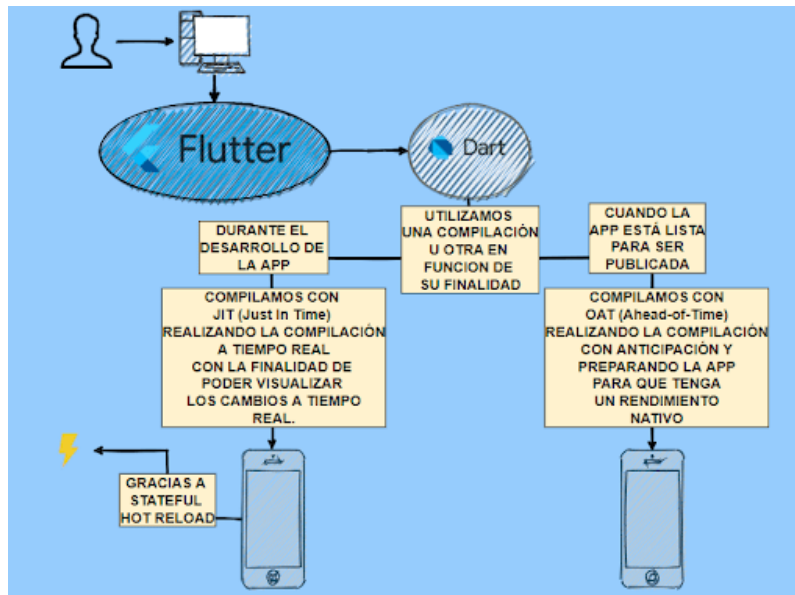 Flutter
Dart
DURANTE EL
DESARROLLO DE
LA APP
UTILIZAMOS
UNA COMPILACIÓN
U OTRA EN
FUNCION DE
SU FINALIDAD
CUANDO LA
APP ESTÁ LISTA
PARA SER
PUBLICADA
COMPILAMOS CON
JIT (Just In Time)
REALIZANDO LA COMPILACIÓN
A TIEMPO REAL
CON LA FINALIDAD DE
PODER VISUALIZAR
LOS CAMBIOS A TIEMPO
REAL.
COMPILAMOS CON
OAT (Ahead-of-Time)
REALIZANDO LA COMPILACIÓN
CON ANTICIPACIÓN Y
PREPARANDO LA APP
PARA QUE TENGA
UN RENDIMIENTO
NATIVO
GRACIAS A
STATEFUL
HOT RELOAD